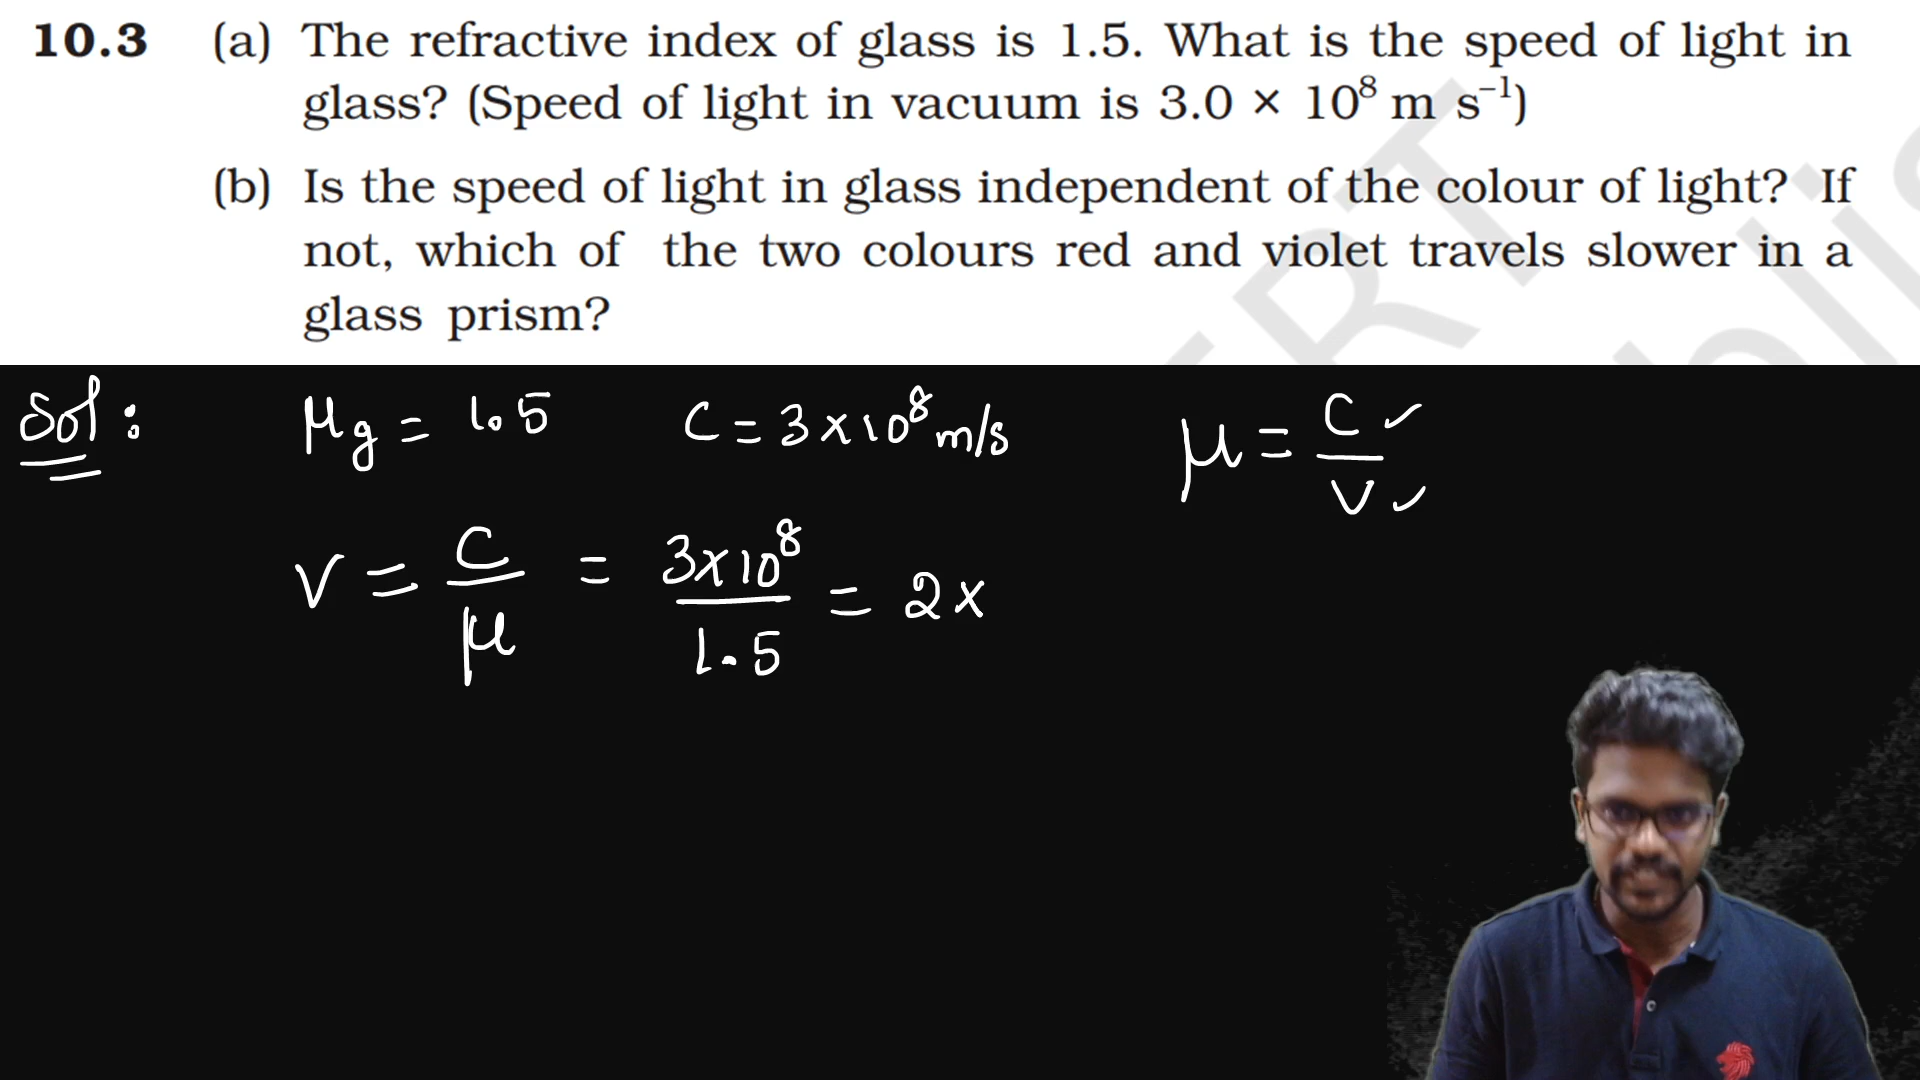 10.3 (a) The refractive index of glass is 1.5. What is the speed of light in
glass? (Speed of light in vacuum is 3.0 × 10⁸ m s⁻¹)
(b) Is the speed of light in glass independent of the colour of light? If
not, which of the two colours red and violet travels slower in a
glass prism?
Sol: μg = 1.5 C = 3×10⁸ m/s μ = C/V
V = C/μ = 3×10⁸/1.5 = 2×